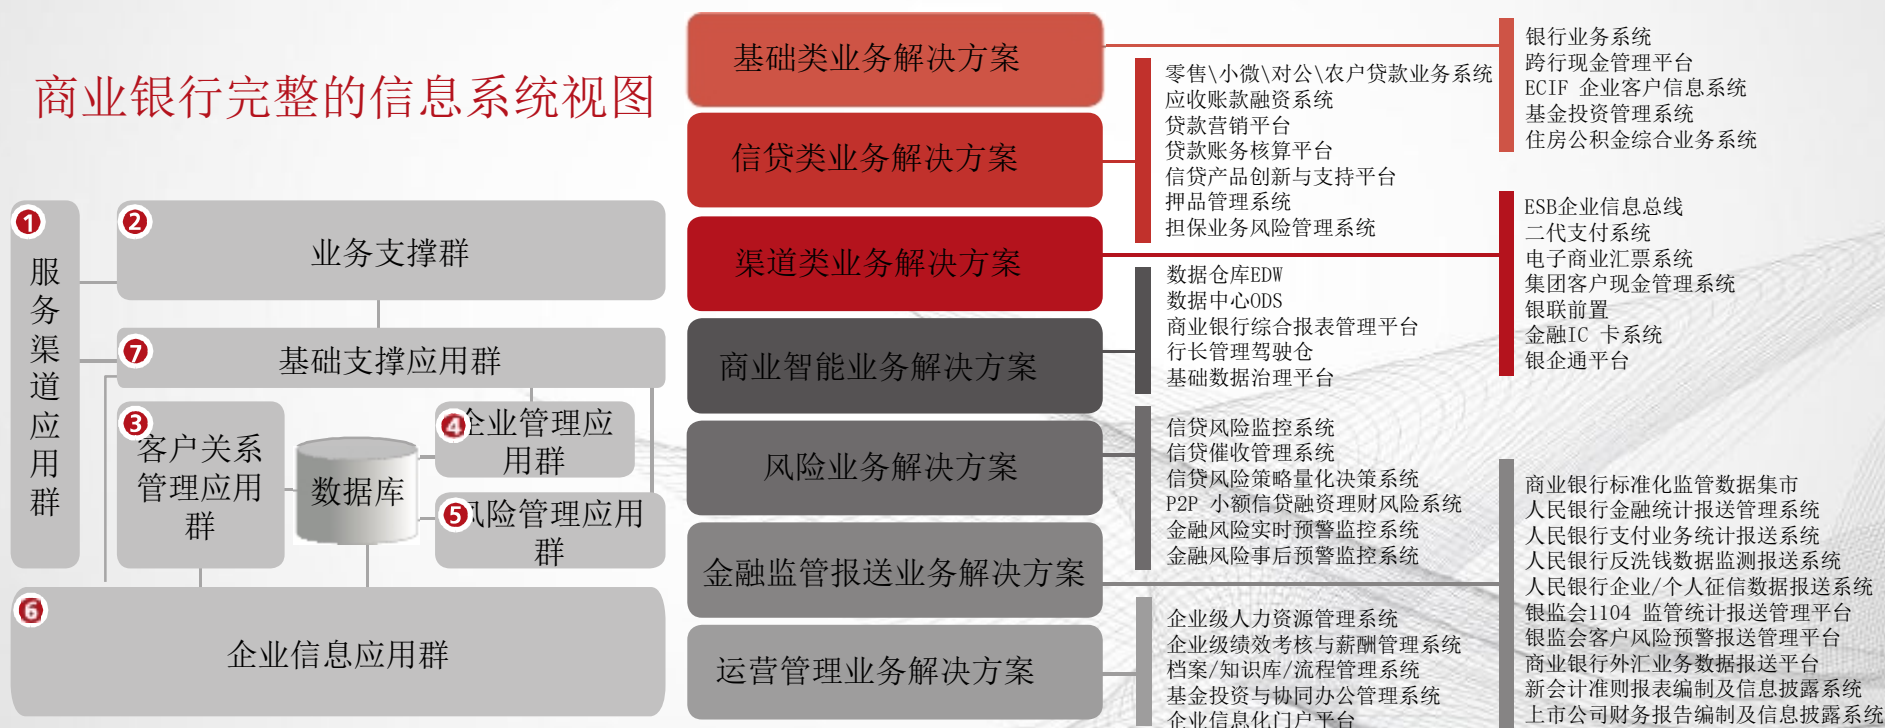 商业银行完整的信息系统视图
1
服务渠道应用群
2
业务支撑群
7
基础支撑应用群
3
客户关系
管理应用
群
数据库
4
企业管理应
用群
5
风险管理应用
群
6
企业信息应用群
基础类业务解决方案
银行业务系统
跨行现金管理平台
ECIF 企业客户信息系统
基金投资管理系统
住房公积金综合业务系统
信贷类业务解决方案
零售\小微\对公\农户贷款业务系统
应收账款融资系统
贷款营销平台
贷款账务核算平台
信贷产品创新与支持平台
押品管理系统
担保业务风险管理系统
渠道类业务解决方案
ESB企业信息总线
二代支付系统
电子商业汇票系统
集团客户现金管理系统
银联前置
金融IC 卡系统
银企通平台
商业智能业务解决方案
数据仓库EDW
数据中心ODS
商业银行综合报表管理平台
行长管理驾驶仓
基础数据治理平台
风险业务解决方案
信贷风险监控系统
信贷催收管理系统
信贷风险策略量化决策系统
P2P 小额信贷融资理财风险系统
金融风险实时预警监控系统
金融风险事后预警监控系统
金融监管报送业务解决方案
商业银行标准化监管数据集市
人民银行金融统计报送管理系统
人民银行支付业务统计报送系统
人民银行反洗钱数据监测报送系统
人民银行企业/个人征信数据报送系统
银监会1104 监管统计报送管理平台
银监会客户风险预警报送管理平台
商业银行外汇业务数据报送平台
新会计准则报表编制及信息披露系统
上市公司财务报告编制及信息披露系统
运营管理业务解决方案
企业级人力资源管理系统
企业级绩效考核与薪酬管理系统
档案/知识库/流程管理系统
基金投资与协同办公管理系统
企业信息化门户平台